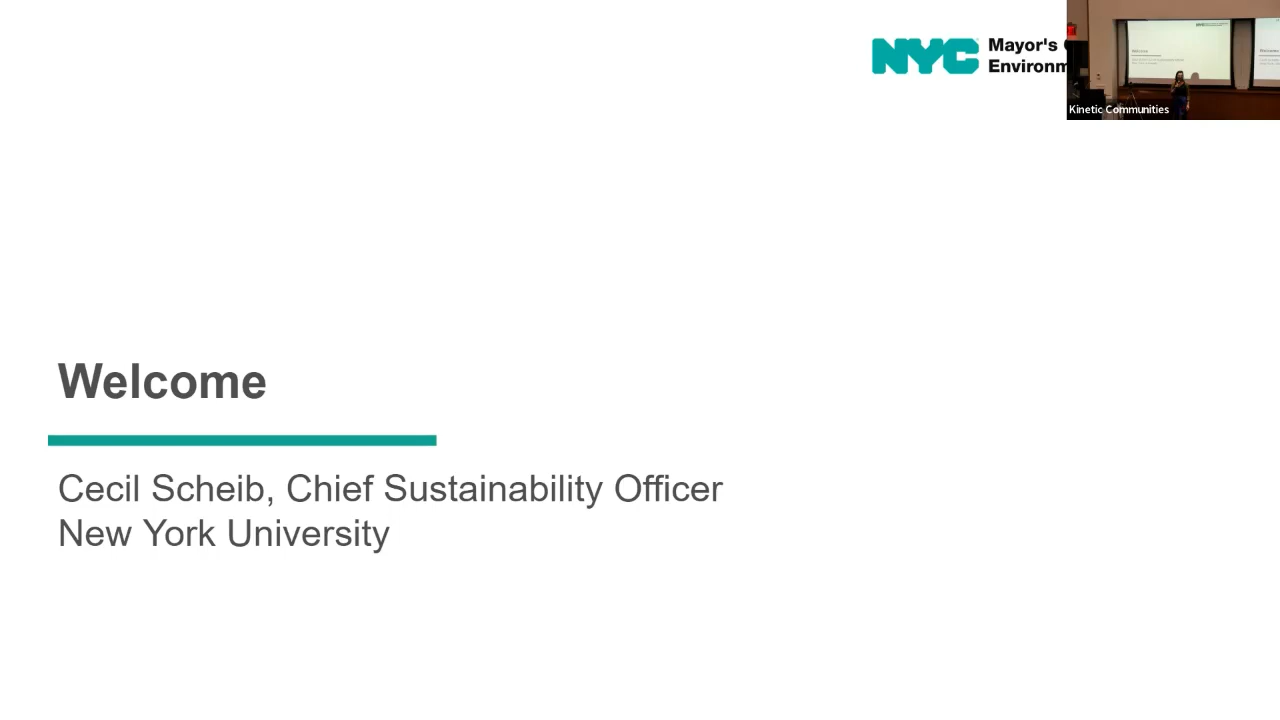 NYC Mayor's
Environm
Kinetic Communities
Welcome
Cecil Scheib, Chief Sustainability Officer
New York University